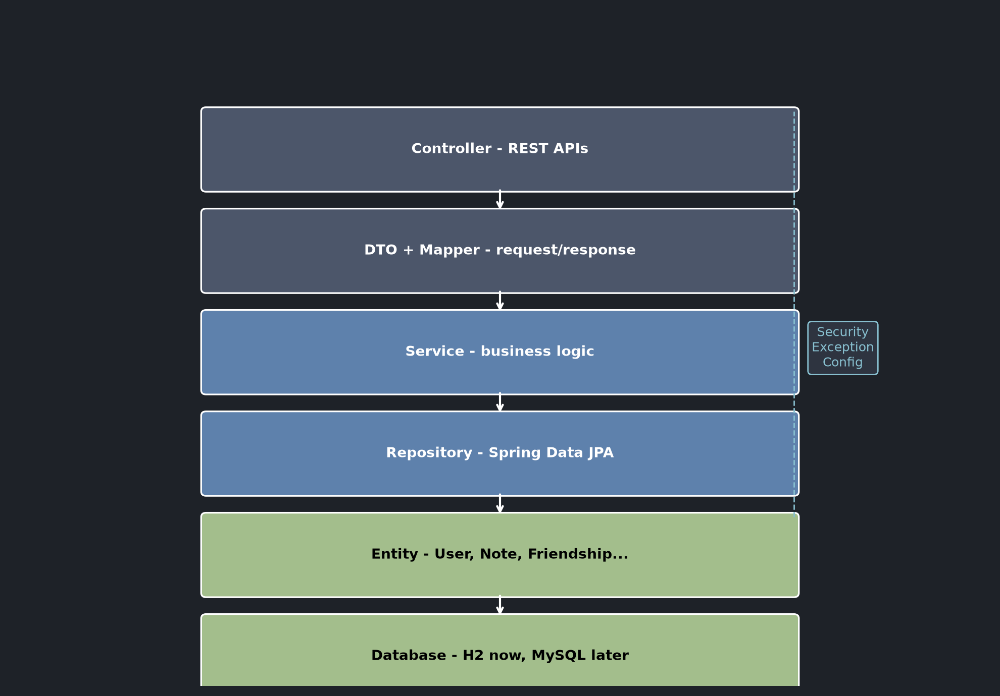 Controller - REST APIs
DTO + Mapper - request/response
Service - business logic
Security
Exception
Config
Repository - Spring Data JPA
Entity - User, Note, Friendship...
Database - H2 now, MySQL later